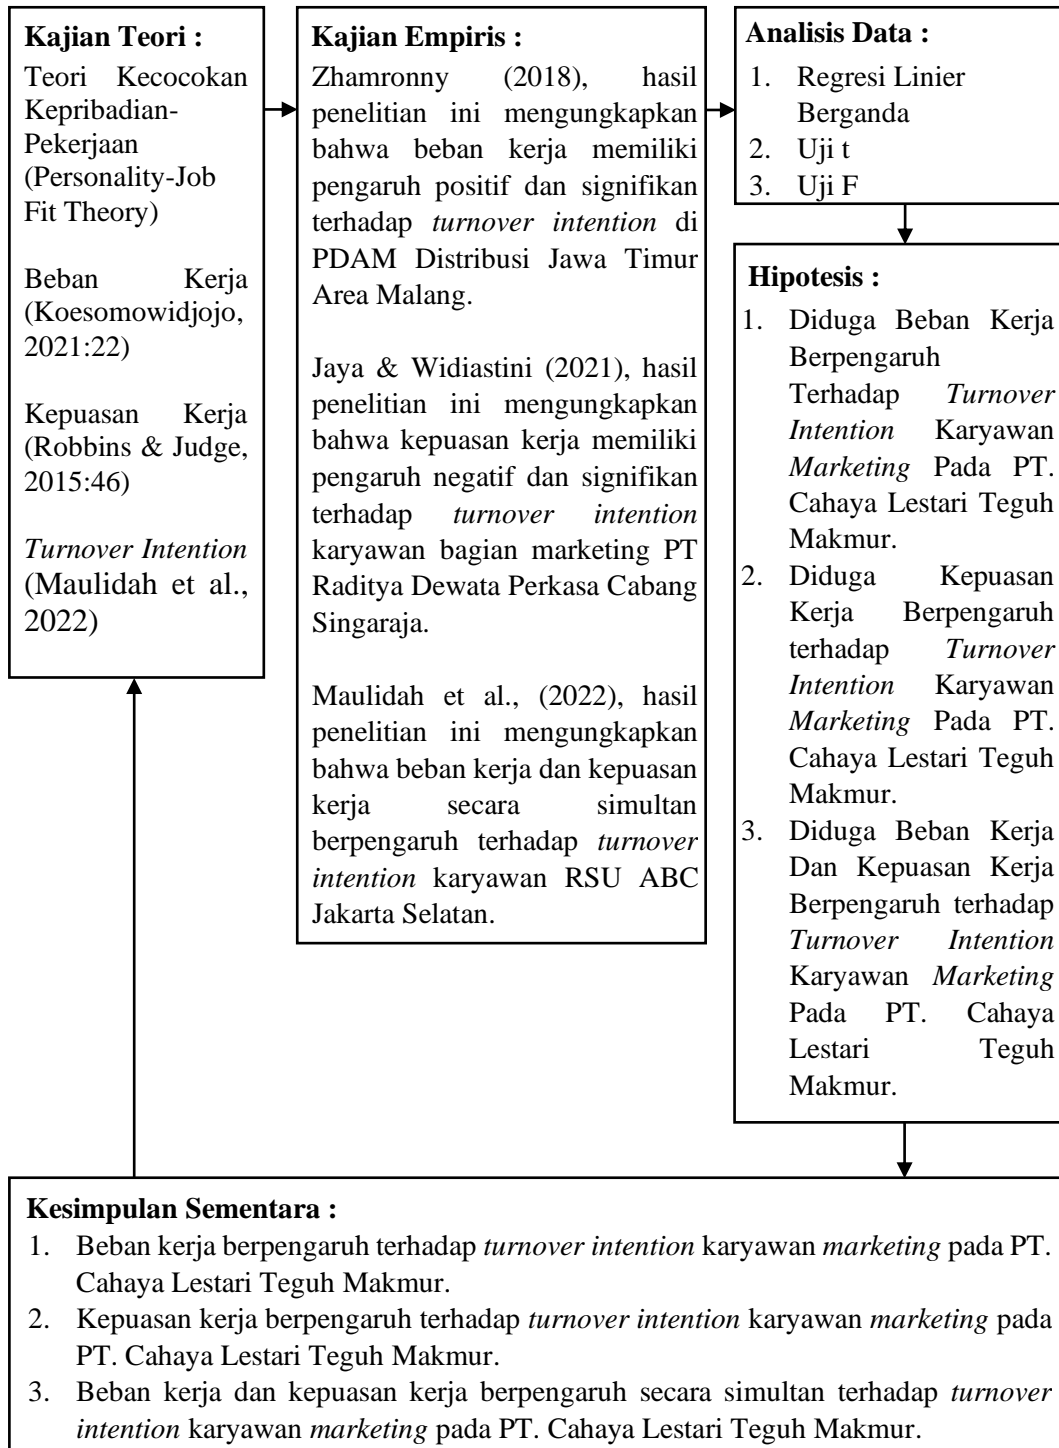 Kajian Teori :
Teori Kecocokan
Kepribadian-
Pekerjaan
(Personality-Job
Fit Theory)
Beban Kerja
(Koesomowidjojo,
2021:22)
Kepuasan Kerja
(Robbins & Judge,
2015:46)
Turnover Intention
(Maulidah et al.,
2022)
Kajian Empiris :
Zhamronny (2018), hasil
penelitian ini mengungkapkan
bahwa beban kerja memiliki
pengaruh positif dan signifikan
terhadap turnover intention di
PDAM Distribusi Jawa Timur
Area Malang.
Jaya & Widiastini (2021), hasil
penelitian ini mengungkapkan
bahwa kepuasan kerja memiliki
pengaruh negatif dan signifikan
terhadap turnover intention
karyawan bagian marketing PT
Raditya Dewata Perkasa Cabang
Singaraja.
Maulidah et al., (2022), hasil
penelitian ini mengungkapkan
bahwa beban kerja dan kepuasan
kerja secara simultan
berpengaruh terhadap turnover
intention karyawan RSU ABC
Jakarta Selatan.
Analisis Data :
1. Regresi Linier
Berganda
2. Uji t
3. Uji F
Hipotesis :
1. Diduga Beban Kerja
Berpengaruh
Terhadap Turnover
Intention Karyawan
Marketing Pada PT.
Cahaya Lestari Teguh
Makmur.
2. Diduga Kepuasan
Kerja Berpengaruh
terhadap Turnover
Intention Karyawan
Marketing Pada PT.
Cahaya Lestari Teguh
Makmur.
3. Diduga Beban Kerja
Dan Kepuasan Kerja
Berpengaruh terhadap
Turnover Intention
Karyawan Marketing
Pada PT. Cahaya
Lestari Teguh
Makmur.
Kesimpulan Sementara :
1. Beban kerja berpengaruh terhadap turnover intention karyawan marketing pada PT.
Cahaya Lestari Teguh Makmur.
2. Kepuasan kerja berpengaruh terhadap turnover intention karyawan marketing pada
PT. Cahaya Lestari Teguh Makmur.
3. Beban kerja dan kepuasan kerja berpengaruh secara simultan terhadap turnover
intention karyawan marketing pada PT. Cahaya Lestari Teguh Makmur.